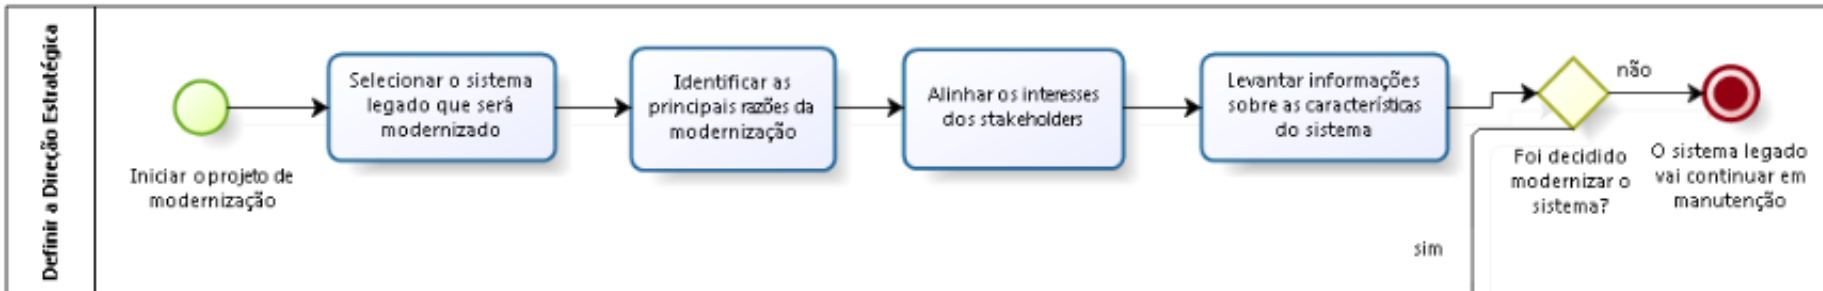 Definir a Direção Estratégica
Iniciar o projeto de
modernização
Selecionar o sistema
legado que será
modernizado
Identificar as
principais razões da
modernização
Alinhar os interesses
dos stakeholders
Levantar informações
sobre as características
do sistema
Foi decidido
modernizar o
sistema?
não
sim
O sistema legado
vai continuar em
manutenção